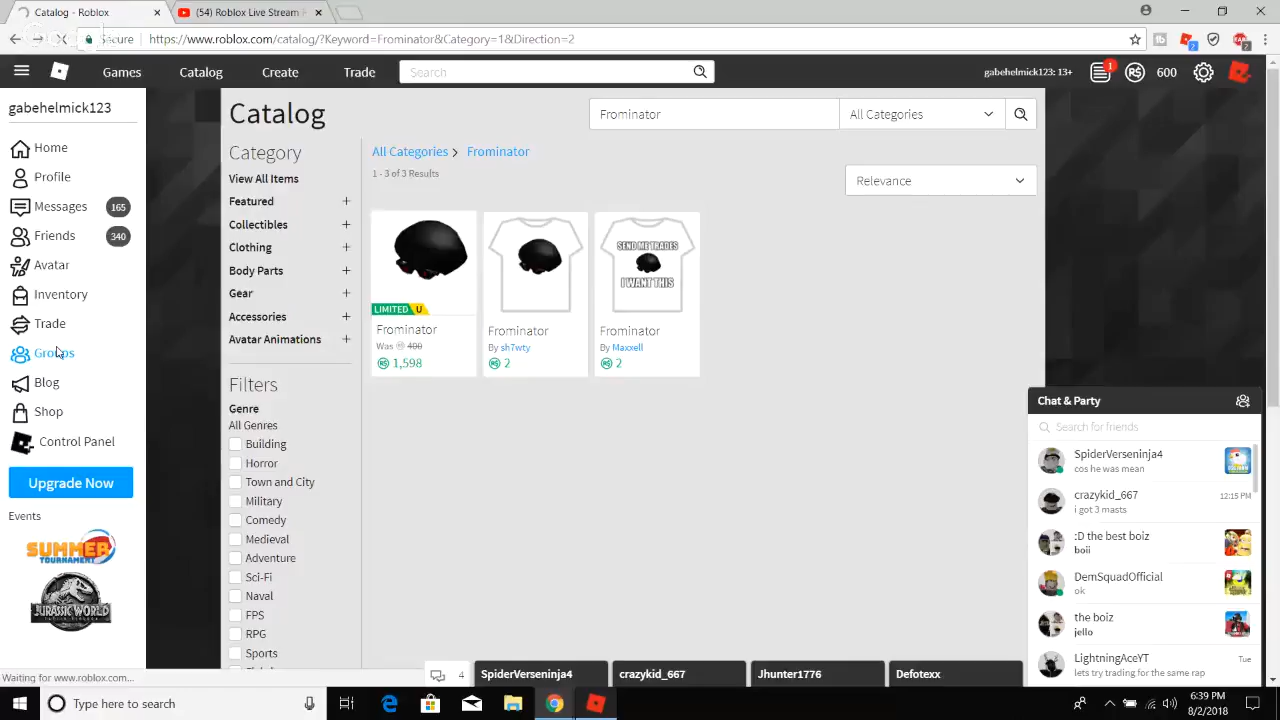 Catalog - Roblox
(54) Roblox Live Stream
Secure https://www.roblox.com/catalog/?Keyword=Frominator&Category=1&Direction=2
Games
Catalog
Create
Trade
Search
gabehelmick123: 13+
1
600
gabehelmick123
Home
Profile
Messages 165
Friends 340
Avatar
Inventory
Trade
Groups
Blog
Shop
Control Panel
Upgrade Now
Events
SUMMER
TOURNAMENT
JURASSIC WORLD
Catalog
Frominator
All Categories
Category
View All Items
Featured +
Collectibles +
Clothing +
Body Parts +
Gear +
Accessories +
Avatar Animations +
Filters
Genre
All Genres
Building
Horror
Town and City
Military
Comedy
Medieval
Adventure
Sci-Fi
Naval
FPS
RPG
Sports
All Categories > Frominator
1 - 3 of 3 Results
Relevance
LIMITED U
Frominator
Was 400
1,598
Frominator
By sh7wty
2
SEND ME TRADES
I WANT THIS
Frominator
By Maxxell
2
Chat & Party
Search for friends
SpiderVerseninja4
cos he was mean
crazykid_667 12:15 PM
i got 3 masts
:D the best boiz
boii
DemSquadOfficial
ok
the boiz
jello
LightningAceYT Tue
lets try trading for the same rap
4
SpiderVerseninja4
crazykid_667
Jhunter1776
Defotexx
Waiting for www.roblox.com...
Type here to search
6:39 PM
8/2/2018